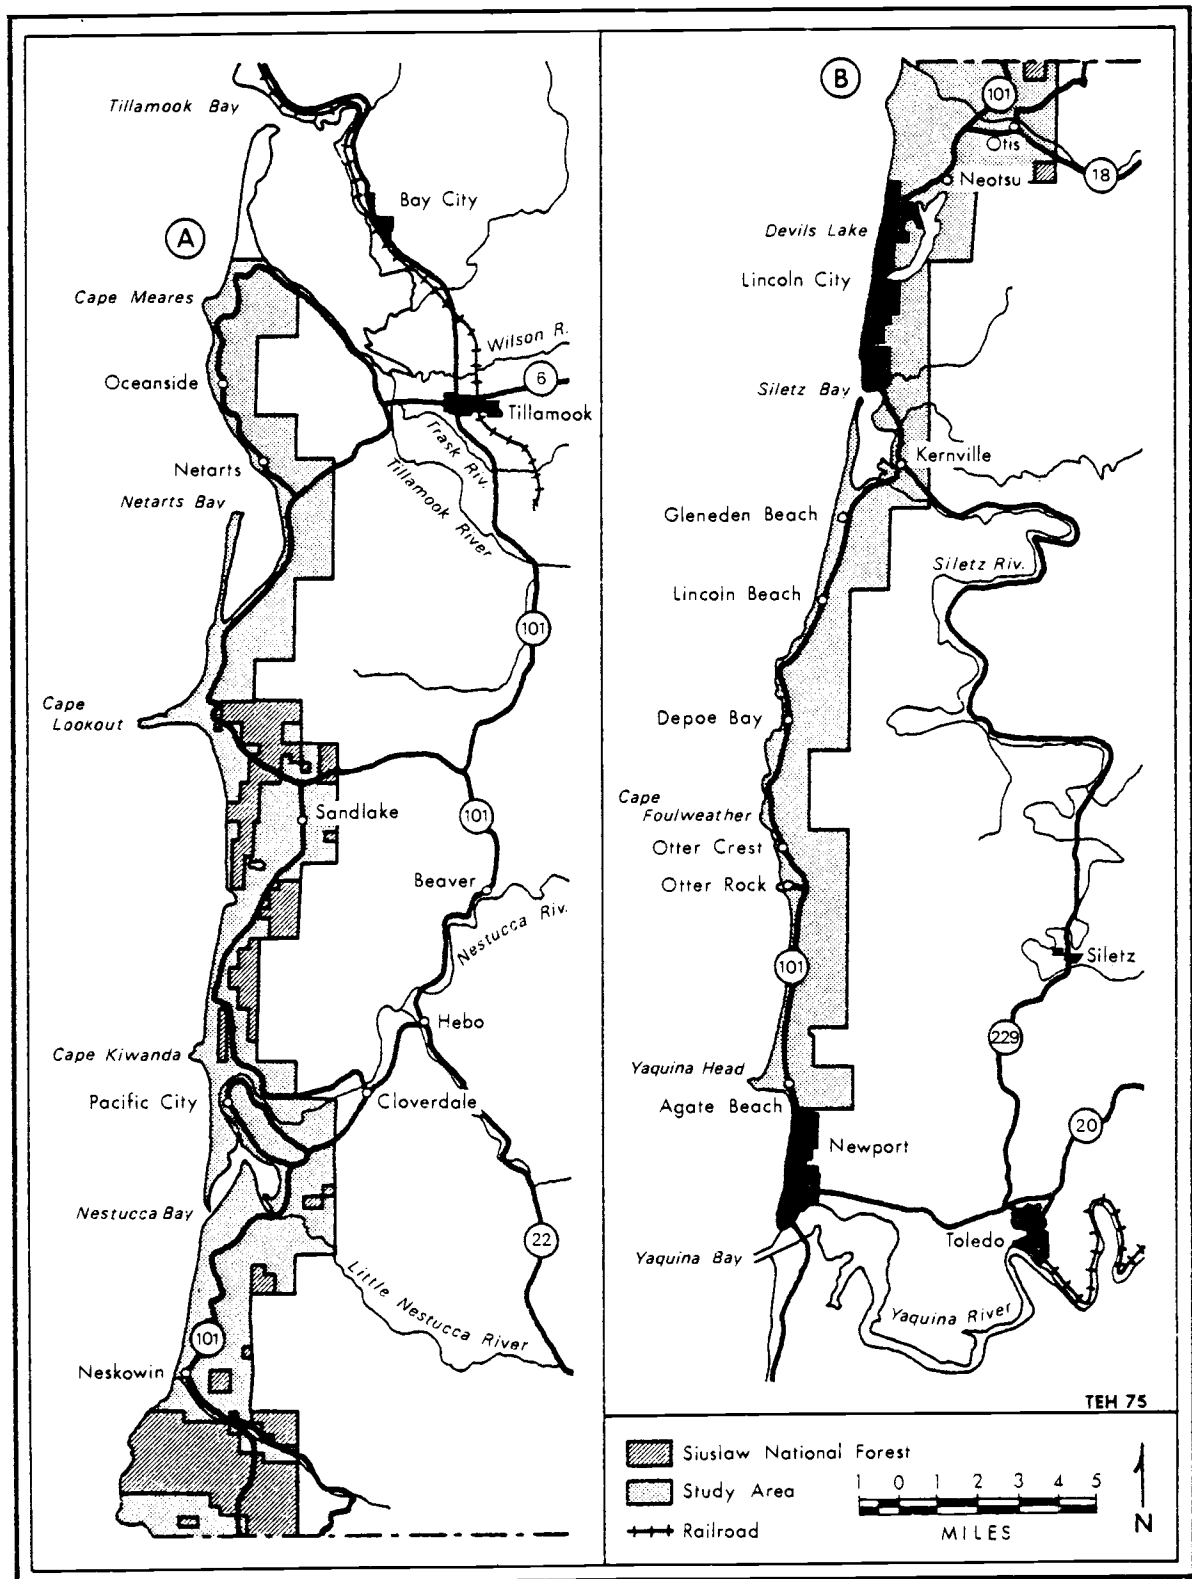 Tillamook Bay
Bay City
A
Cape Meares
Wilson R.
6
Oceanside
Tillamook
Trask Riv.
Netarts
Tillamook River
Netarts Bay
101
Cape
Lookout
Sandlake
101
Beaver
Nestucca Riv.
Hebo
Cape Kiwanda
Pacific City
Cloverdale
Nestucca Bay
22
Little Nestucca River
101
Neskowin
B
101
Otis
18
Neotsu
Devils Lake
Lincoln City
Siletz Bay
Kernville
Gleneden Beach
Siletz Riv.
Lincoln Beach
Depoe Bay
Cape
Foulweather
Otter Crest
Otter Rock
Siletz
101
229
Yaquina Head
Agate Beach
20
Newport
Toledo
Yaquina Bay
Yaquina River
TEH 75
Siuslaw National Forest
Study Area
Railroad
1 0 1 2 3 4 5
MILES
N